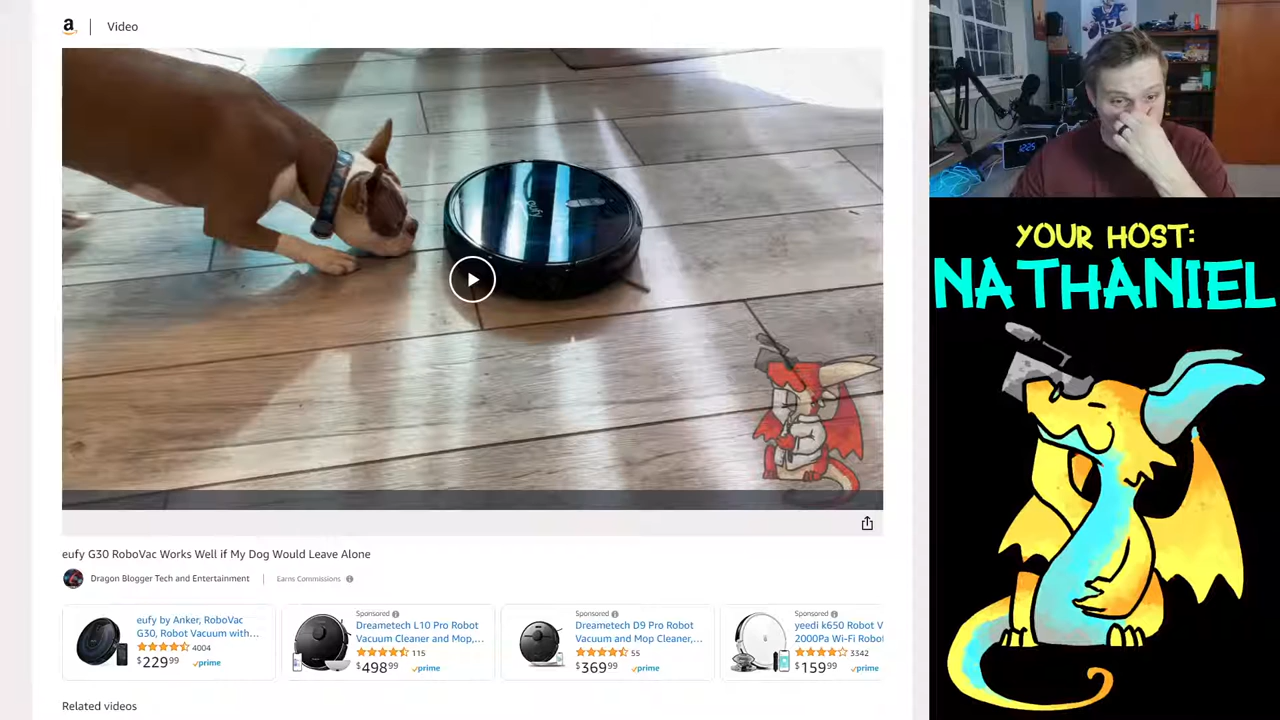 a
Video
eufy
12:25
YOUR HOST:
NATHANIEL
eufy G30 RoboVac Works Well if My Dog Would Leave Alone
Dragon Blogger Tech and Entertainment
Earns Commissions
eufy by Anker, RoboVac
G30, Robot Vacuum with...
4004
$229 99 prime
Sponsored
Dreametech L10 Pro Robot
Vacuum Cleaner and Mop,...
115
$498 99 prime
Sponsored
Dreametech D9 Pro Robot
Vacuum and Mop Cleaner,...
55
$369 99 prime
Sponsored
yeedi k650 Robot V
2000Pa Wi-Fi Robot
3342
$159 99 prime
Related videos